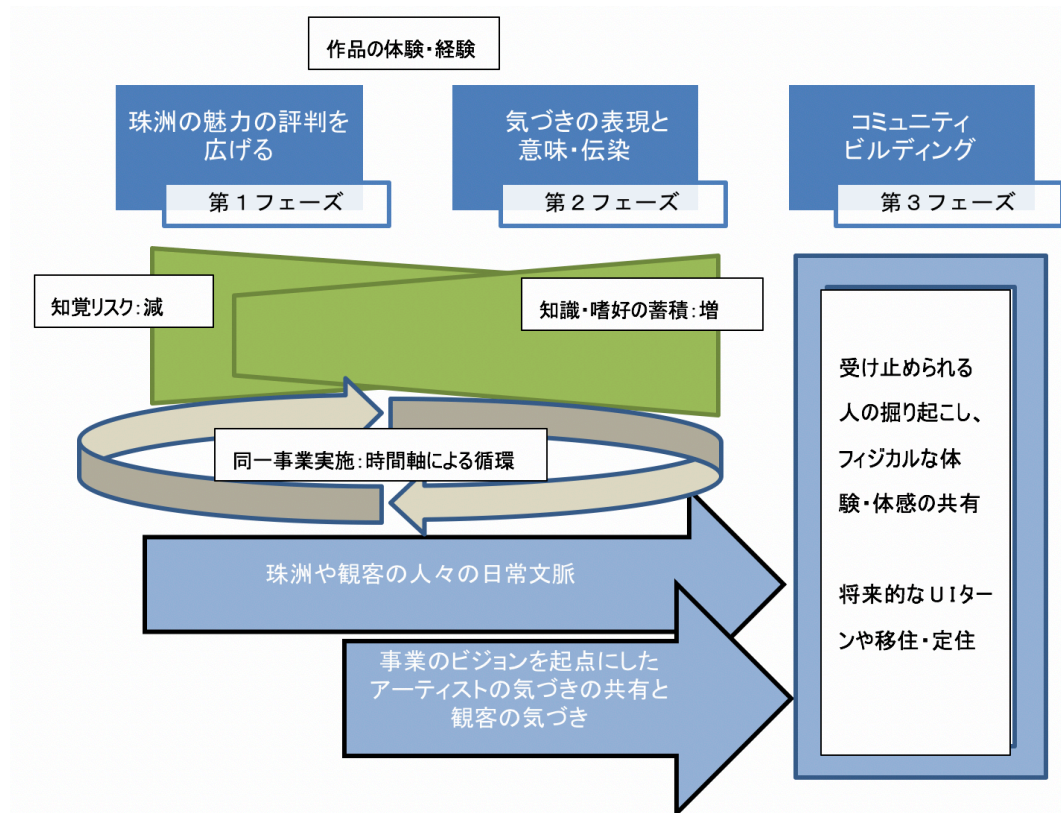 作品の体験・経験
珠洲の魅力の評判を
広げる
第１フェーズ
気づきの表現と
意味・伝染
第２フェーズ
コミュニティ
ビルディング
第３フェーズ
知覚リスク：減
知識・嗜好の蓄積：増
同一事業実施：時間軸による循環
珠洲や観客の人々の日常文脈
事業のビジョンを起点にした
アーティストの気づきの共有と
観客の気づき
受け止められる
人の掘り起こし、
フィジカルな体
験・体感の共有
将来的なＵＩター
ンや移住・定住